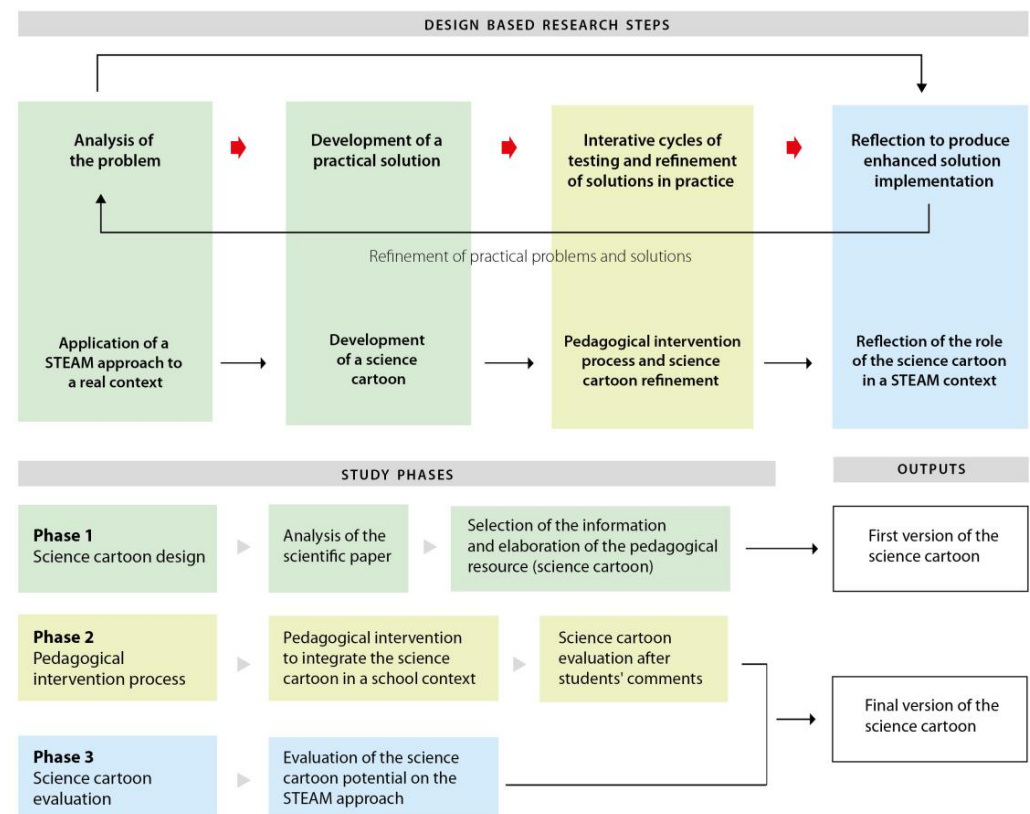 DESIGN BASED RESEARCH STEPS
Analysis of
the problem
Development of a
practical solution
Interative cycles of
testing and refinement
of solutions in practice
Reflection to produce
enhanced solution
implementation
Refinement of practical problems and solutions
Application of a
STEAM approach to
a real context
Development
of a science
cartoon
Pedagogical intervention
process and science
cartoon refinement
Reflection of the role
of the science cartoon
in a STEAM context
STUDY PHASES
OUTPUTS
Phase 1
Science cartoon design
Analysis of the
scientific paper
Selection of the information
and elaboration of the pedagogical
resource (science cartoon)
First version of the
science cartoon
Phase 2
Pedagogical
intervention process
Pedagogical intervention
to integrate the science
cartoon in a school context
Science cartoon
evaluation after
students' comments
Final version of the
science cartoon
Phase 3
Science cartoon
evaluation
Evaluation of the science
cartoon potential on the
STEAM approach